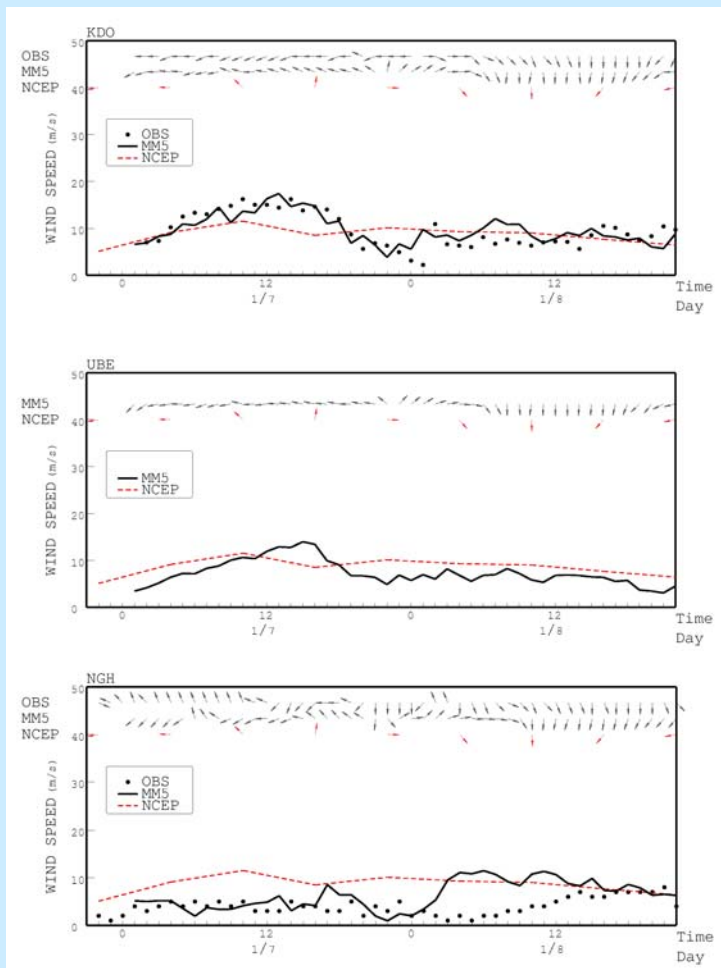 KDO
50
OBS
MM5
NCEP
40
30
OBS
MM5
NCEP
20
10
0
WIND SPEED (m/s)
0 12 0 12 Time
1/7 1/8 Day
UBE
50
MM5
NCEP
40
30
MM5
NCEP
20
10
0
WIND SPEED (m/s)
0 12 0 12 Time
1/7 1/8 Day
NGH
50
OBS
MM5
NCEP
40
30
OBS
MM5
NCEP
20
10
0
WIND SPEED (m/s)
0 12 0 12 Time
1/7 1/8 Day